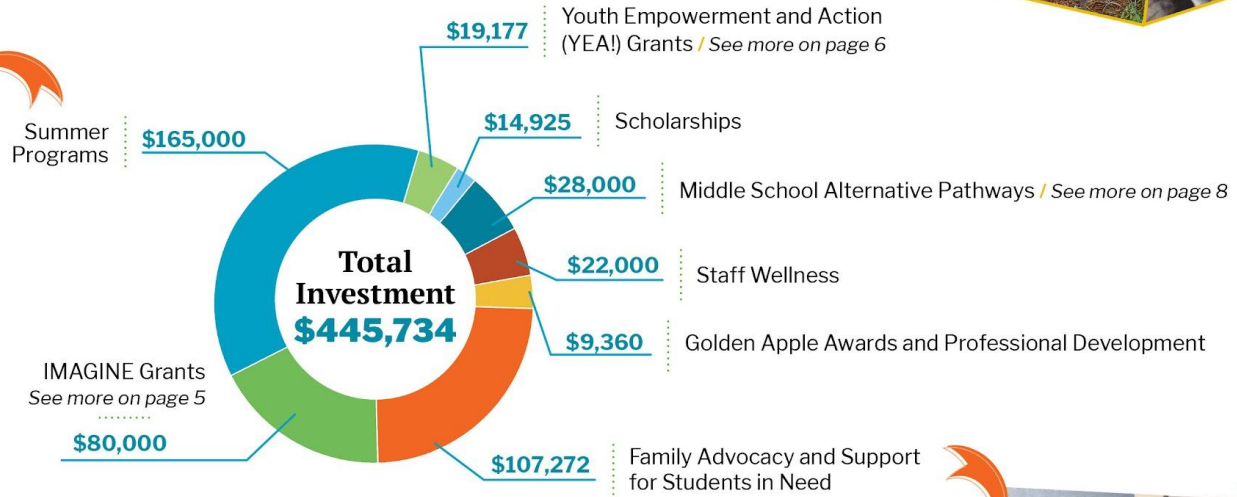 $19,177
Youth Empowerment and Action
(YEA!) Grants / See more on page 6
Summer
Programs
$165,000
$14,925
Scholarships
$28,000
Middle School Alternative Pathways / See more on page 8
Total
Investment
$445,734
$22,000
Staff Wellness
$9,360
Golden Apple Awards and Professional Development
IMAGINE Grants
See more on page 5
$80,000
$107,272
Family Advocacy and Support
for Students in Need